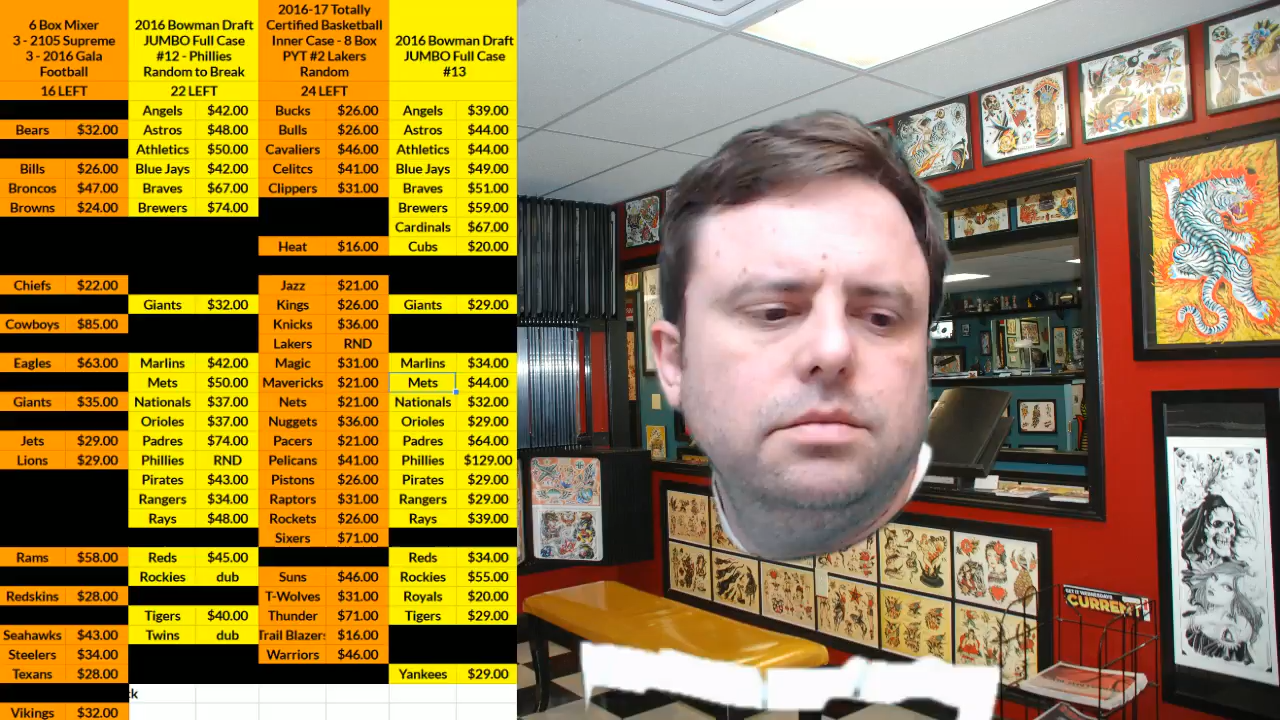 6 Box Mixer
3 - 2105 Supreme
3 - 2016 Gala
Football
16 LEFT
Bears $32.00
Bills $26.00
Broncos $47.00
Browns $24.00
Chiefs $22.00
Cowboys $85.00
Eagles $63.00
Giants $35.00
Jets $29.00
Lions $29.00
Rams $58.00
Redskins $28.00
Seahawks $43.00
Steelers $34.00
Texans $28.00
Vikings $32.00
2016 Bowman Draft
JUMBO Full Case
#12 - Phillies
Random to Break
22 LEFT
Angels $42.00
Astros $48.00
Athletics $50.00
Blue Jays $42.00
Braves $67.00
Brewers $74.00
Giants $32.00
Marlins $42.00
Mets $50.00
Nationals $37.00
Orioles $37.00
Padres $74.00
Phillies RND
Pirates $43.00
Rangers $34.00
Rays $48.00
Reds $45.00
Rockies dub
Tigers $40.00
Twins dub
ck
2016-17 Totally
Certified Basketball
Inner Case - 8 Box
PYT #2 Lakers
Random
24 LEFT
Bucks $26.00
Bulls $26.00
Cavaliers $46.00
Celitcs $41.00
Clippers $31.00
Heat $16.00
Jazz $21.00
Kings $26.00
Knicks $36.00
Lakers RND
Magic $31.00
Mavericks $21.00
Nets $21.00
Nuggets $36.00
Pacers $21.00
Pelicans $41.00
Pistons $26.00
Raptors $31.00
Rockets $26.00
Sixers $71.00
Suns $46.00
T-Wolves $31.00
Thunder $71.00
Trail Blazers $16.00
Warriors $46.00
2016 Bowman Draft
JUMBO Full Case
#13
Angels $39.00
Astros $44.00
Athletics $44.00
Blue Jays $49.00
Braves $51.00
Brewers $59.00
Cardinals $67.00
Cubs $20.00
Giants $29.00
Marlins $34.00
Mets $44.00
Nationals $32.00
Orioles $29.00
Padres $64.00
Phillies $129.00
Pirates $29.00
Rangers $29.00
Rays $39.00
Reds $34.00
Rockies $55.00
Royals $20.00
Tigers $29.00
Yankees $29.00
GET IT WEDNESDAYS
CURRENT